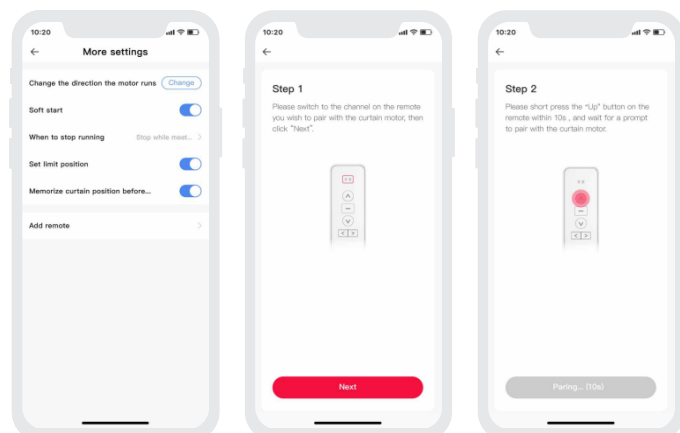 10:20
More settings
Change the direction the motor runs
Change
Soft start
When to stop running
Stop while meet...
Set limit position
Memorize curtain position before...
Add remote
10:20
Step 1
Please switch to the channel on the remote
you wish to pair with the curtain motor, then
click "Next".
Next
10:20
Step 2
Please short press the "Up" button on the
remote within 10s , and wait for a prompt
to pair with the curtain motor.
Paring... (10s)